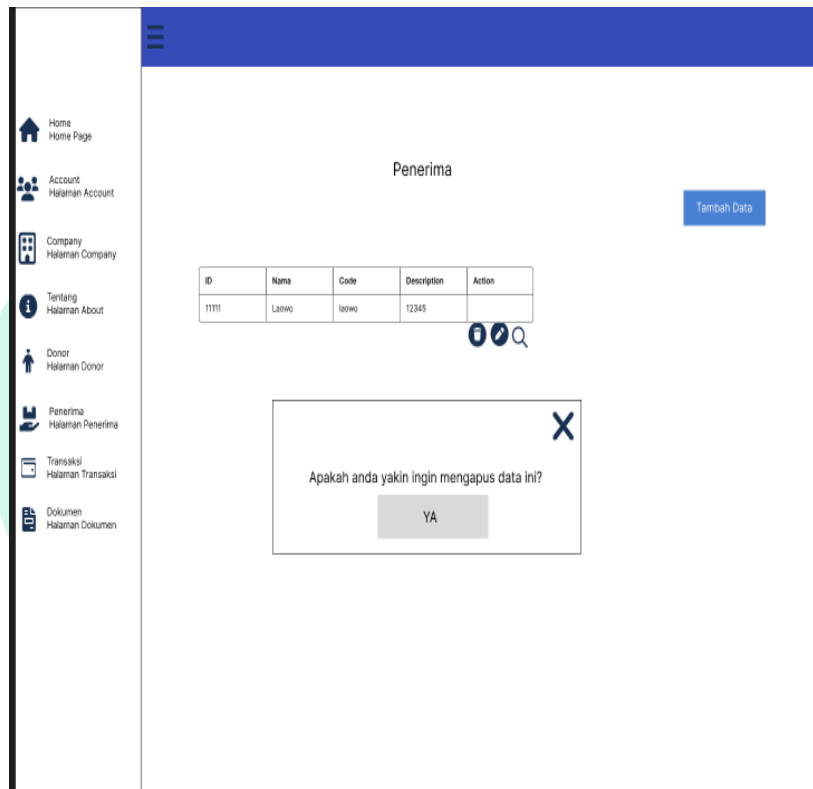 Home
Home Page
Account
Halaman Account
Company
Halaman Company
Tentang
Halaman About
Donor
Halaman Donor
Penerima
Halaman Penerima
Transaksi
Halaman Transaksi
Dokumen
Halaman Dokumen
Penerima
Tambah Data
ID Nama Code Description Action
11111 Laowo laowo 12345
Apakah anda yakin ingin mengapus data ini?
YA